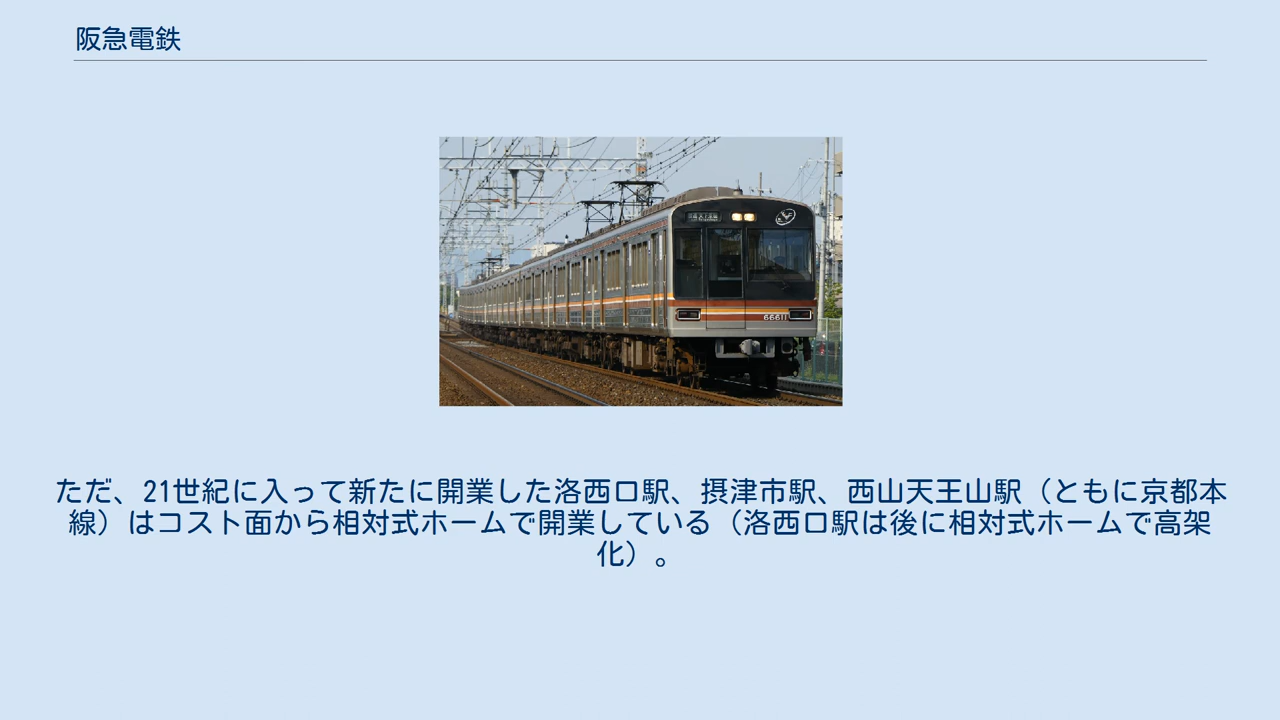 阪急電鉄
66611
ただ、21世紀に入って新たに開業した洛西口駅、摂津市駅、西山天王山駅（ともに京都本
線）はコスト面から相対式ホームで開業している（洛西口駅は後に相対式ホームで高架
化）。